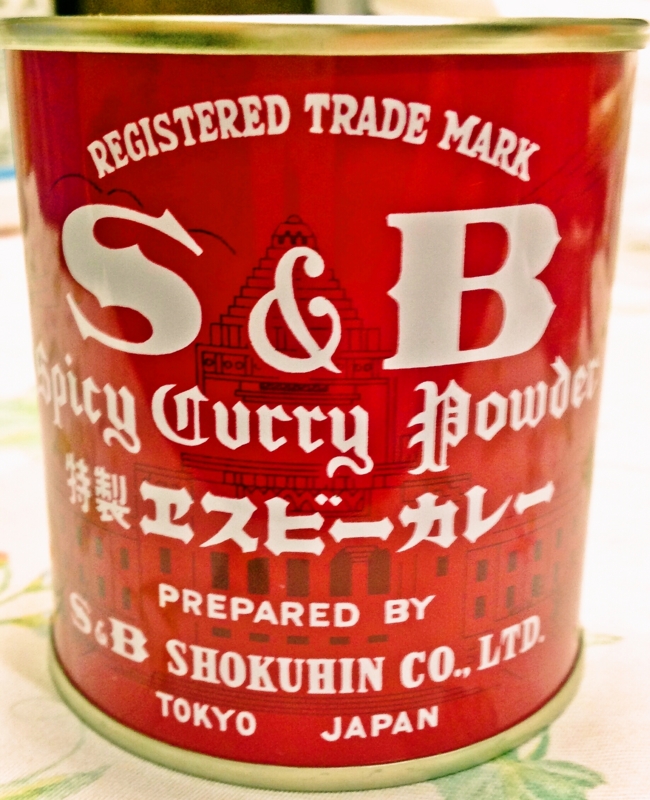 REGISTERED TRADE MARK
S & B
Spicy Curry Powder
特製 ヱスビーカレー
PREPARED BY
S&B SHOKUHIN CO., LTD.
TOKYO JAPAN